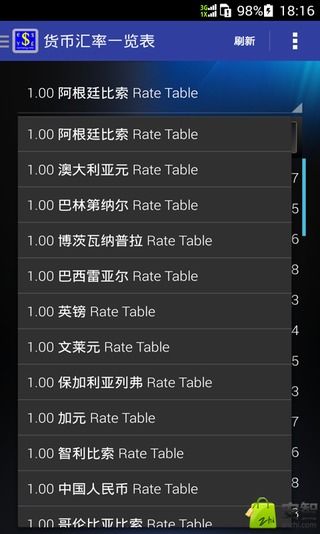 3G 1X 98% 18:16
货币汇率一览表 刷新
1.00 阿根廷比索 Rate Table
1.00 阿根廷比索 Rate Table
1.00 澳大利亚元 Rate Table
7
1.00 巴林第纳尔 Rate Table
5
1.00 博茨瓦纳普拉 Rate Table
6
1.00 巴西雷亚尔 Rate Table
8
1.00 英镑 Rate Table
3
1.00 文莱元 Rate Table
4
1.00 保加利亚列弗 Rate Table
1.00 加元 Rate Table
1.00 智利比索 Rate Table
8
1.00 中国人民币 Rate Table
1.00 哥伦比亚比索 Rate Table
安智
anzhi.com